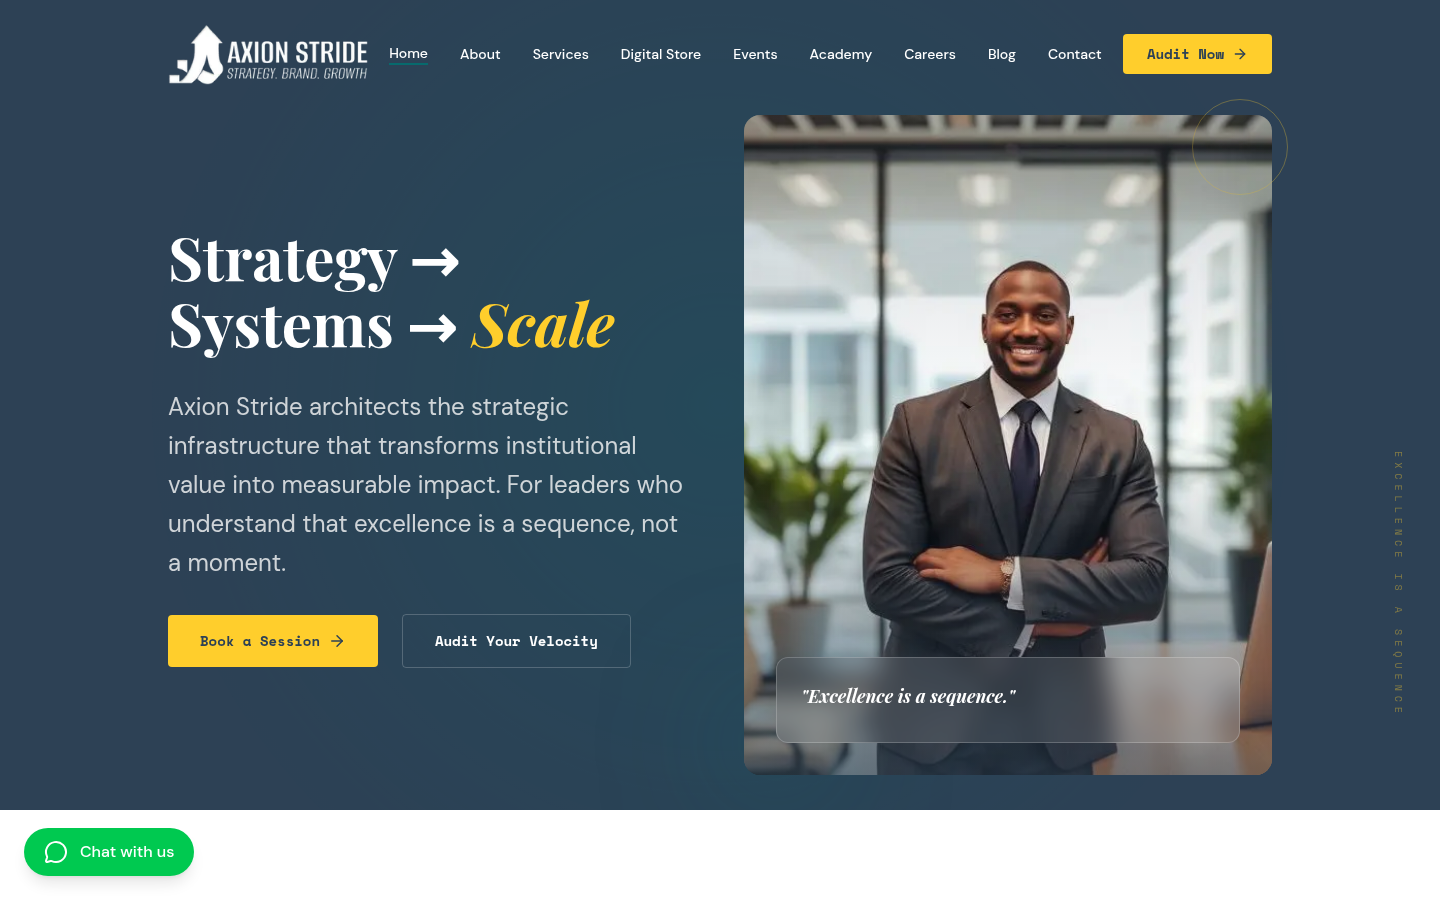 AXION STRIDE
STRATEGY. BRAND. GROWTH
Home
About
Services
Digital Store
Events
Academy
Careers
Blog
Contact
Audit Now →
Strategy →
Systems → Scale
Axion Stride architects the strategic
infrastructure that transforms institutional
value into measurable impact. For leaders who
understand that excellence is a sequence, not
a moment.
Book a Session →
Audit Your Velocity
"Excellence is a sequence."
EXCELLENCE IS A SEQUENCE
Chat with us